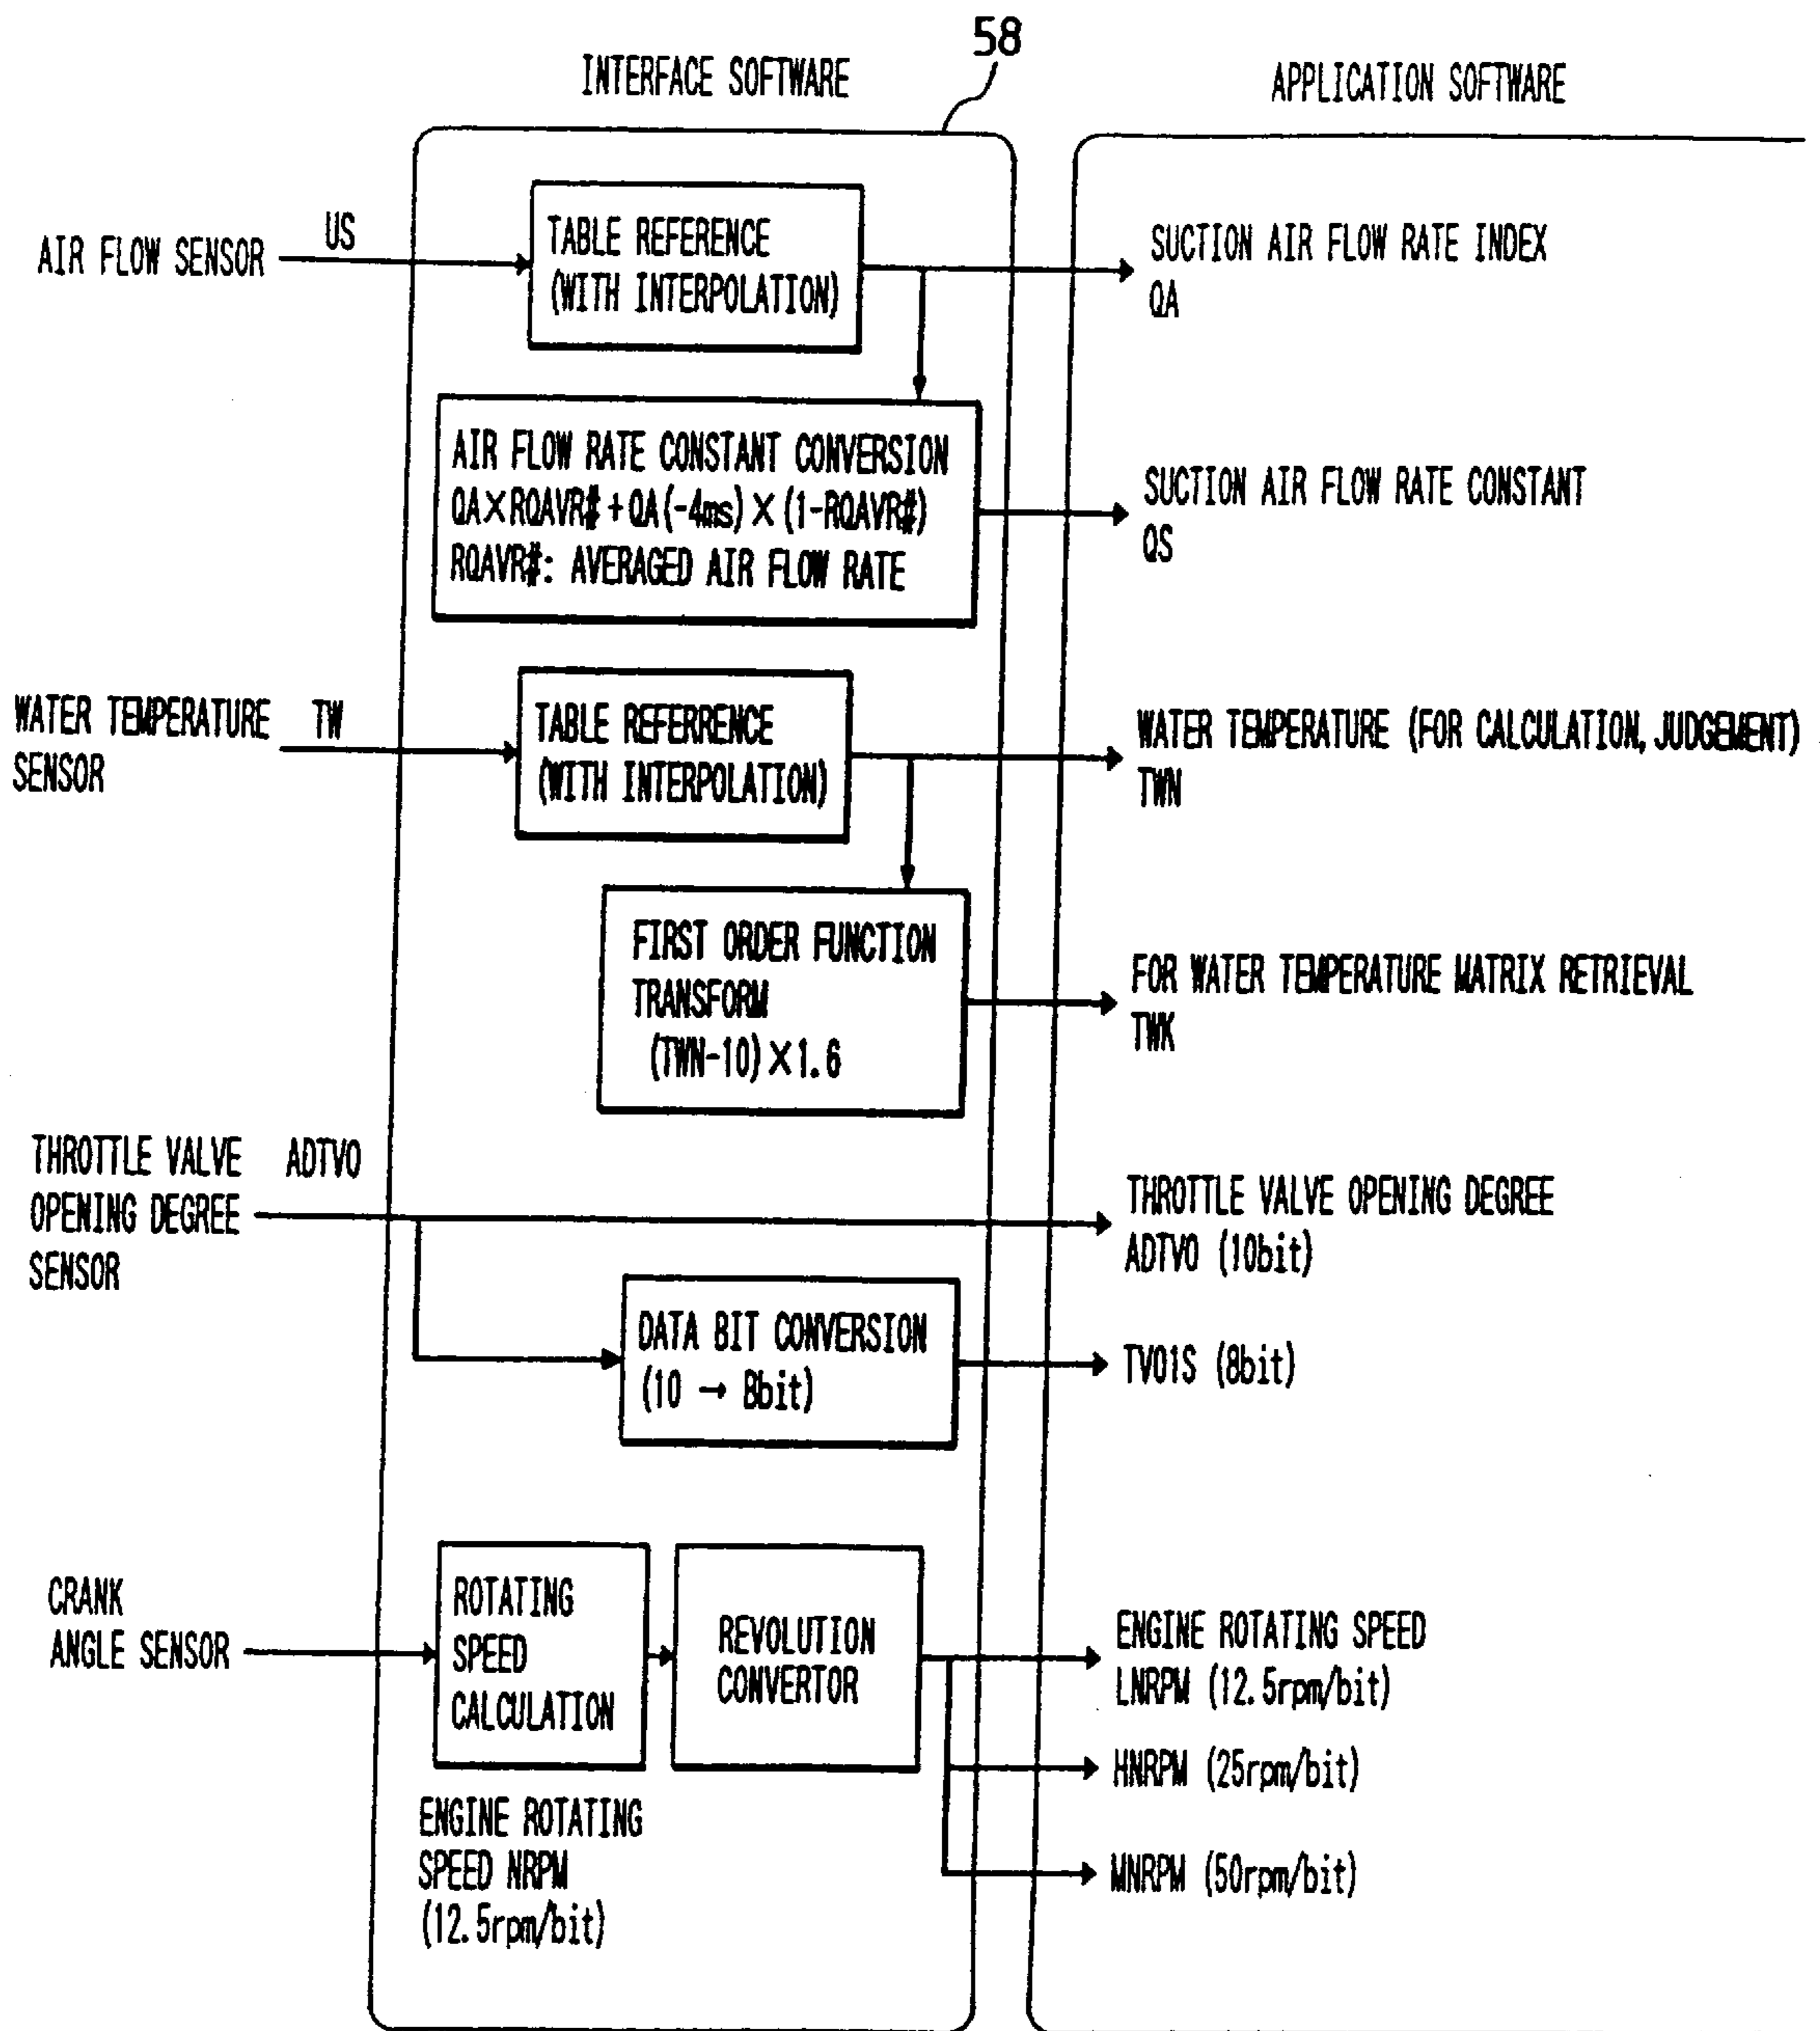 58
INTERFACE SOFTWARE
APPLICATION SOFTWARE
AIR FLOW SENSOR
US
TABLE REFERENCE
(WITH INTERPOLATION)
SUCTION AIR FLOW RATE INDEX
QA
AIR FLOW RATE CONSTANT CONVERSION
QA×RQAVR#+QA(-4ms)×(1-RQAVR#)
RQAVR#: AVERAGED AIR FLOW RATE
SUCTION AIR FLOW RATE CONSTANT
QS
WATER TEMPERATURE
SENSOR
TW
TABLE REFERRENCE
(WITH INTERPOLATION)
WATER TEMPERATURE (FOR CALCULATION, JUDGEMENT)
TWN
FIRST ORDER FUNCTION
TRANSFORM
(TWN-10)×1.6
FOR WATER TEMPERATURE MATRIX RETRIEVAL
TWK
THROTTLE VALVE
OPENING DEGREE
SENSOR
ADTVO
THROTTLE VALVE OPENING DEGREE
ADTVO (10bit)
DATA BIT CONVERSION
(10 → 8bit)
TVO1S (8bit)
CRANK
ANGLE SENSOR
ROTATING
SPEED
CALCULATION
REVOLUTION
CONVERTOR
ENGINE ROTATING SPEED
LNRPM (12.5rpm/bit)
HNRPM (25rpm/bit)
MNRPM (50rpm/bit)
ENGINE ROTATING
SPEED NRPM
(12.5rpm/bit)